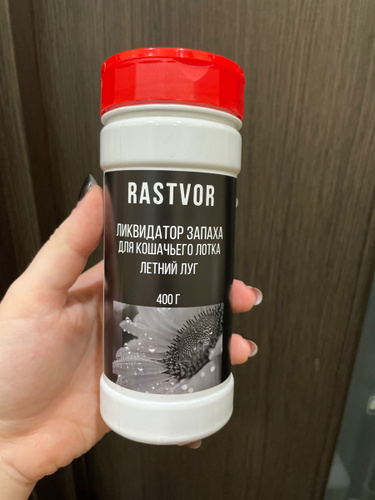 RASTVOR
ЛИКВИДАТОР ЗАПАХА
ДЛЯ КОШАЧЬЕГО ЛОТКА
ЛЕТНИЙ ЛУГ
400 Г